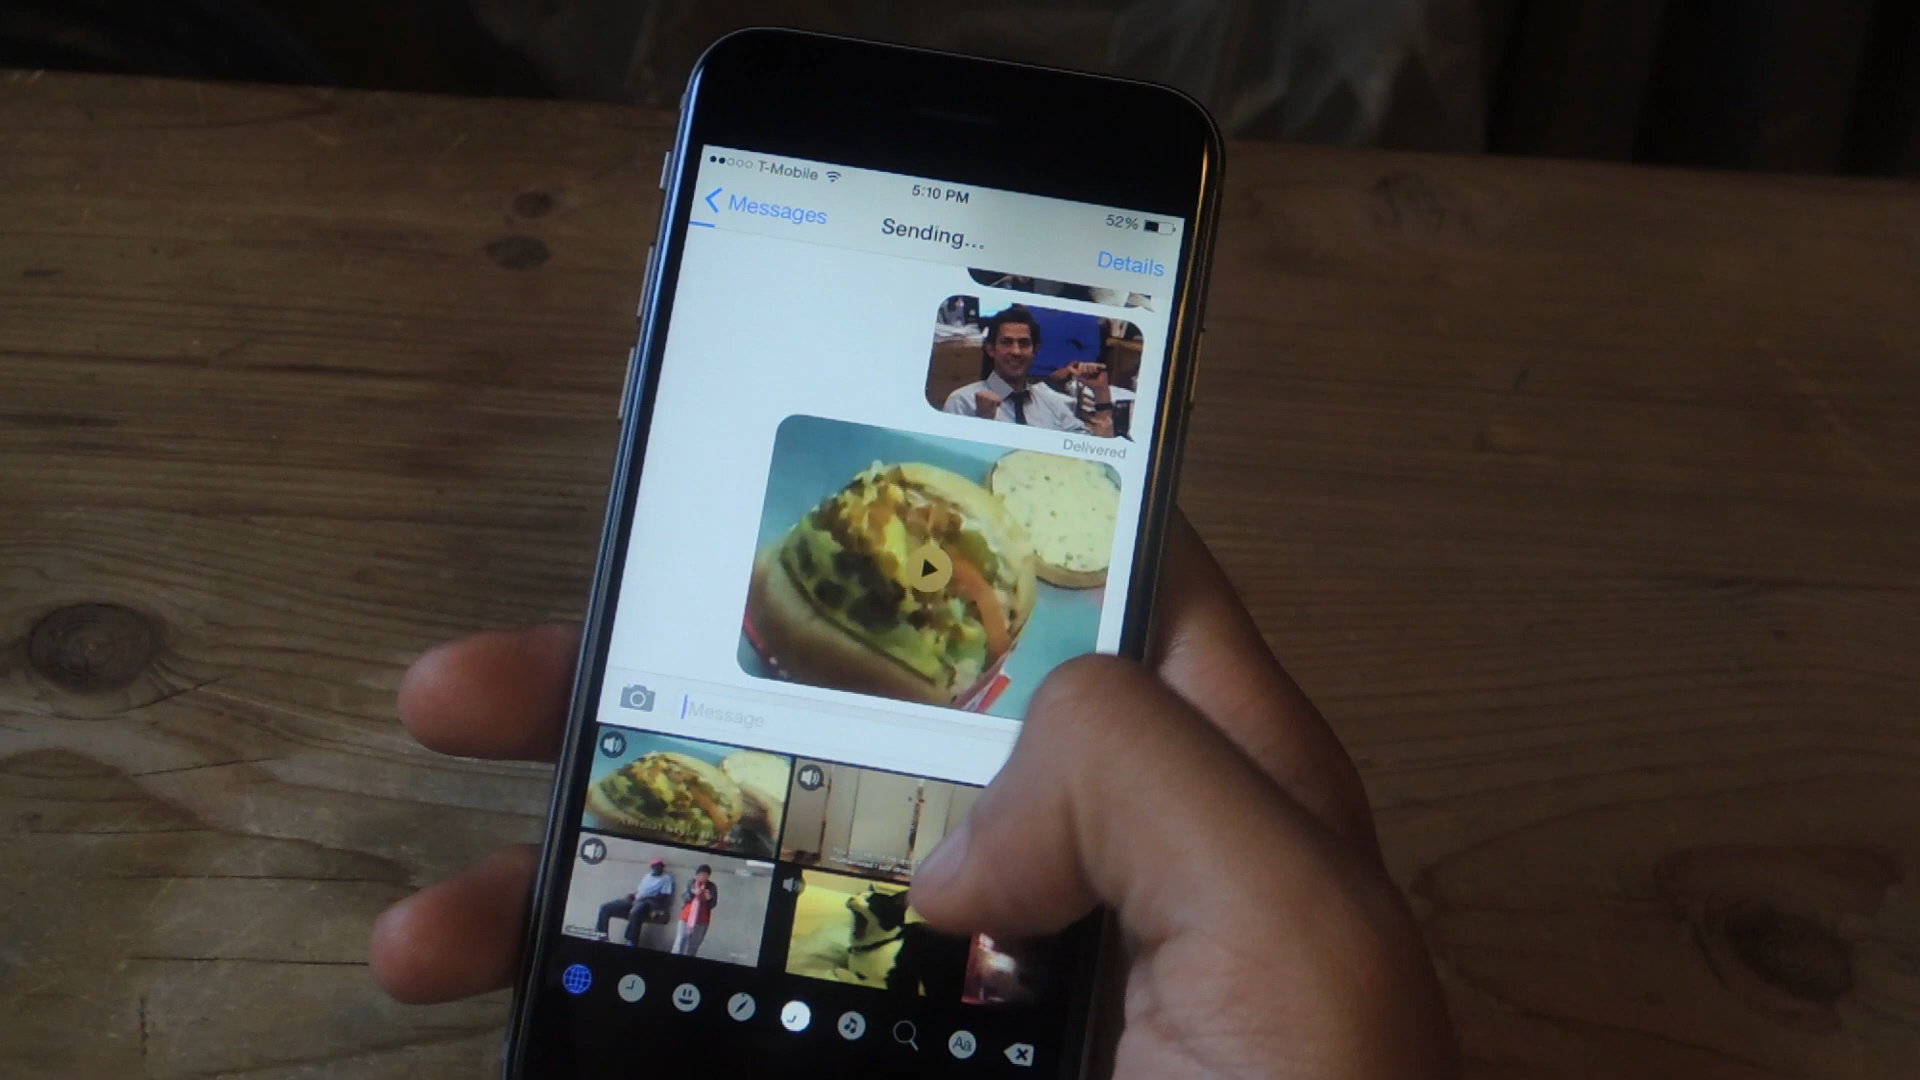 T-Mobile
5:10 PM
52%
Messages
Sending...
Details
Delivered
Message
Aa